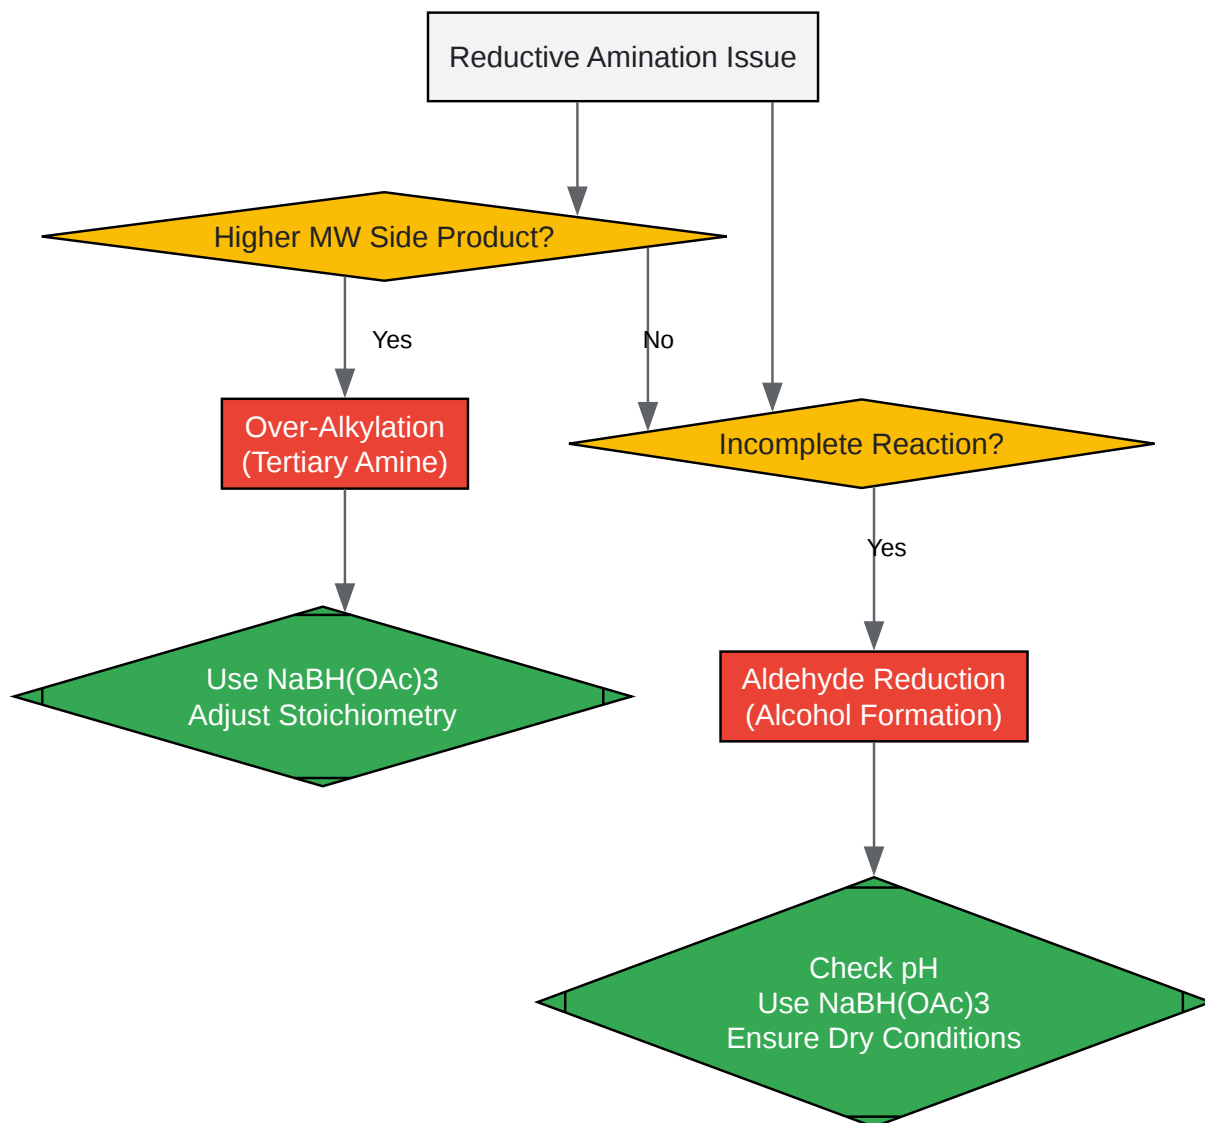 Reductive Amination Issue
Higher MW Side Product?
Yes
No
Over-Alkylation
(Tertiary Amine)
Incomplete Reaction?
Yes
Use NaBH(OAc)3
Adjust Stoichiometry
Aldehyde Reduction
(Alcohol Formation)
Check pH
Use NaBH(OAc)3
Ensure Dry Conditions